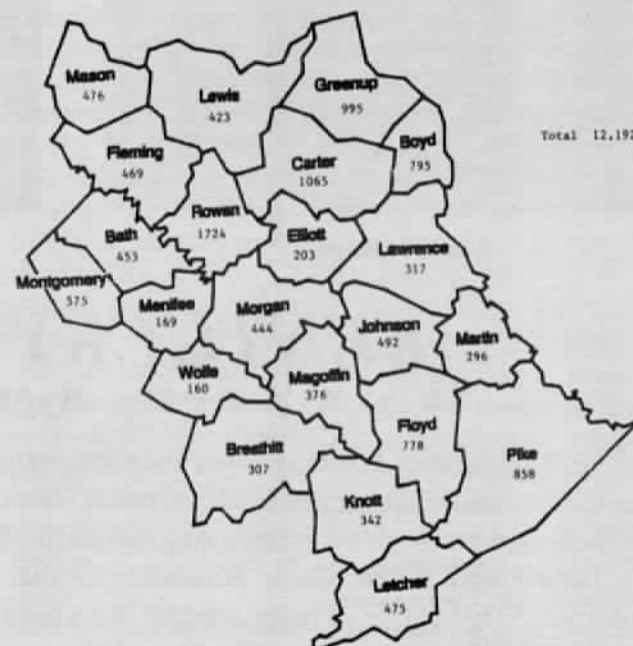 Mason
476
Lewis
423
Greenup
995
Total 12,192
Boyd
795
Fleming
469
Carter
1065
Rowan
1724
Bath
453
Elliott
203
Lawrence
317
Montgomery
575
Menifee
169
Morgan
444
Johnson
492
Martin
296
Wolfe
160
Magoffin
376
Floyd
778
Breathitt
307
Pike
858
Knott
342
Letcher
475